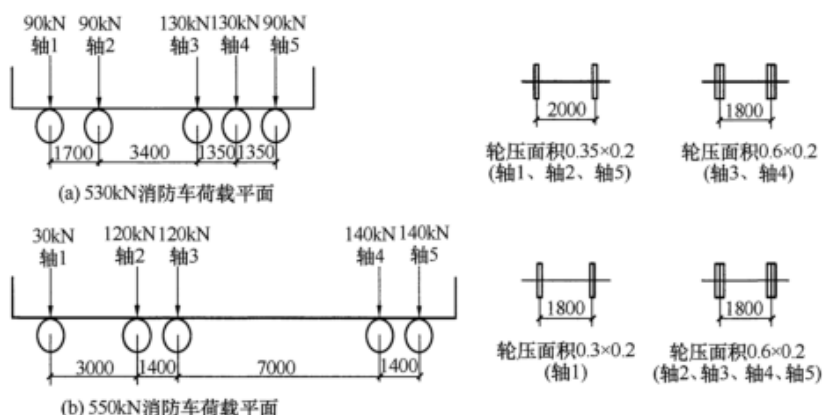 90kN 90kN 130kN 130kN 90kN
轴1 轴2 轴3 轴4 轴5
1700 3400 1350 1350
(a) 530kN消防车荷载平面
2000
轮压面积0.35×0.2
(轴1、轴2、轴5)
1800
轮压面积0.6×0.2
(轴3、轴4)
30kN 120kN 120kN 140kN 140kN
轴1 轴2 轴3 轴4 轴5
3000 1400 7000 1400
(b) 550kN消防车荷载平面
1800
轮压面积0.3×0.2
(轴1)
1800
轮压面积0.6×0.2
(轴2、轴3、轴4、轴5)